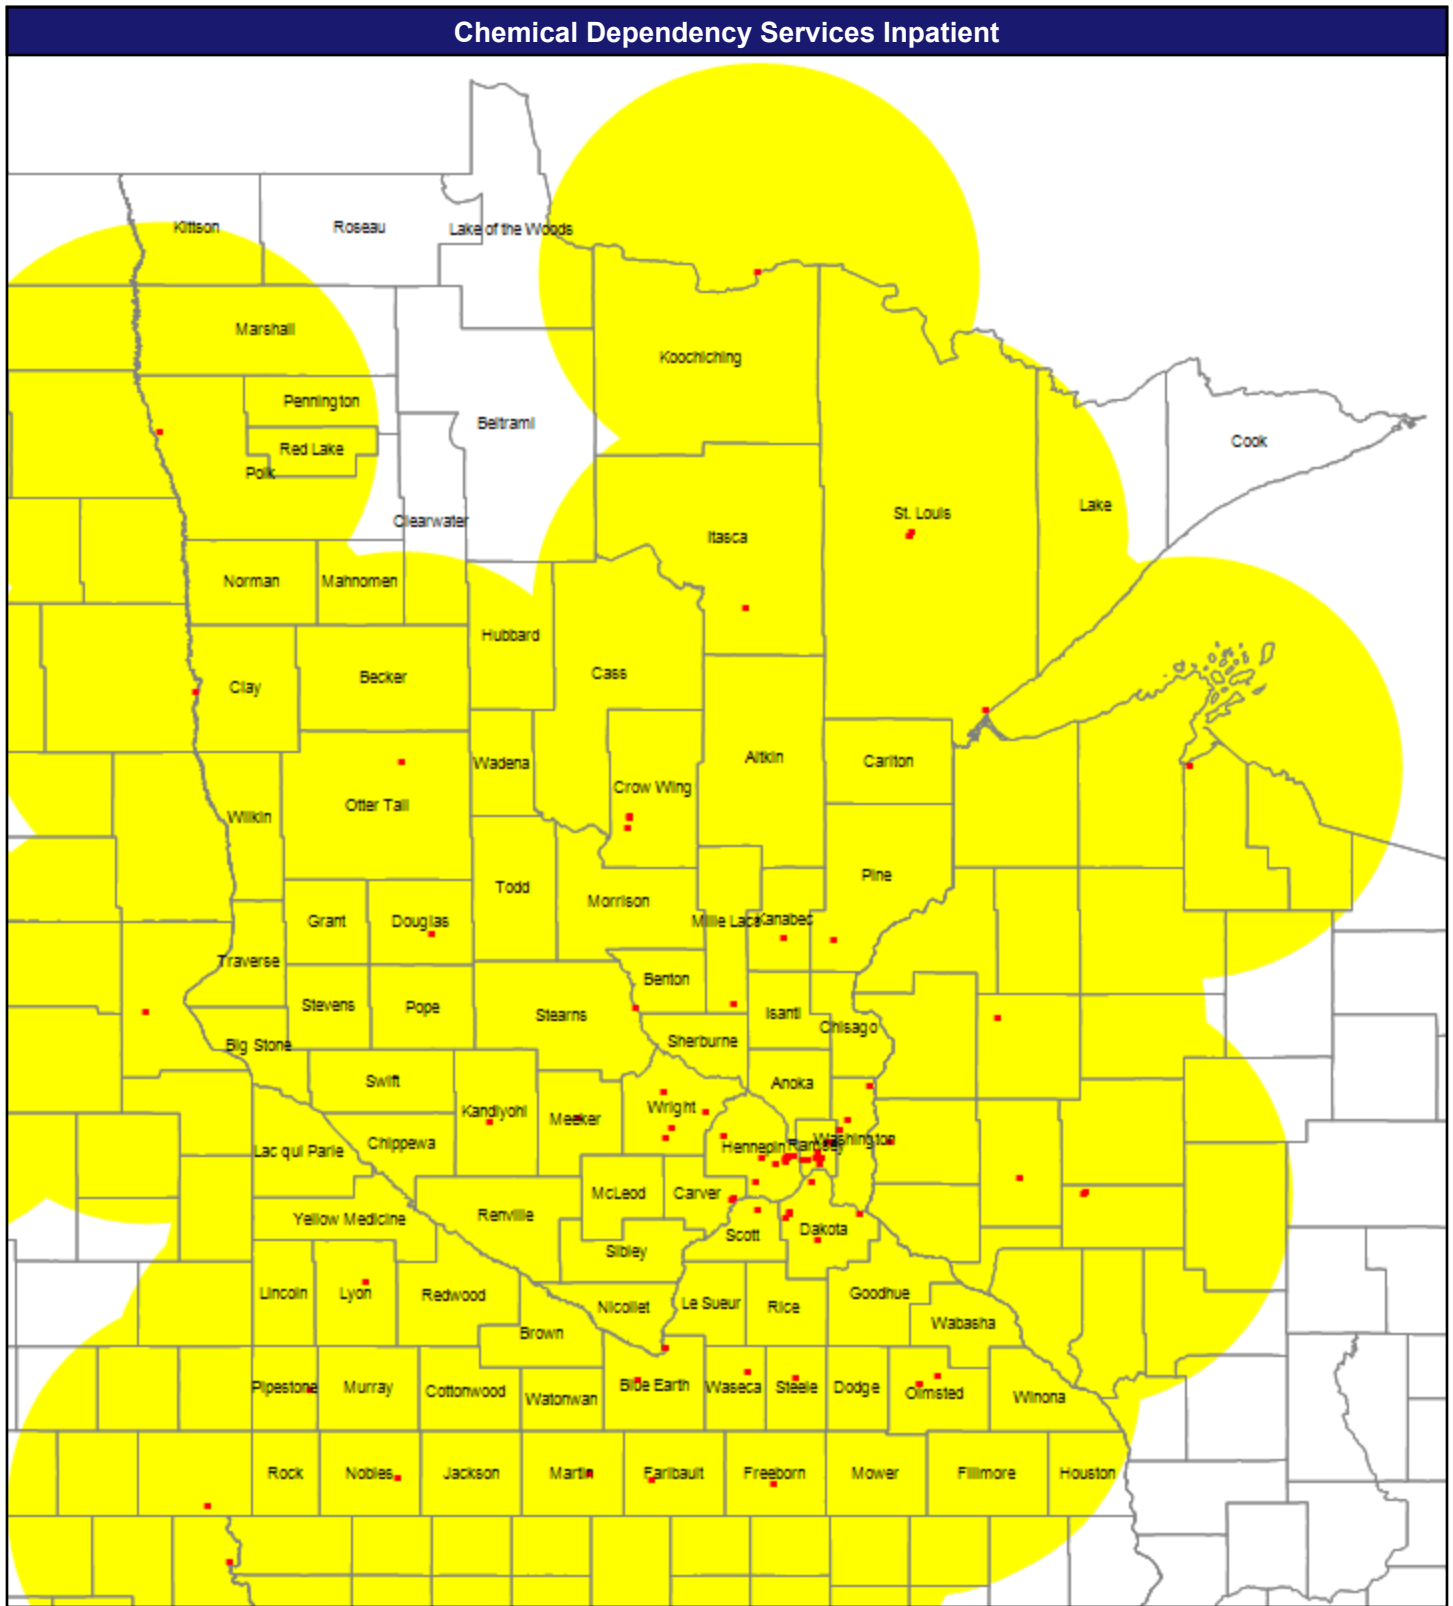 Chemical Dependency Services Inpatient
Kittson
Roseau
Lake of the Woods
Marshall
Koochiching
Pennington
Beltrami
Red Lake
Cook
Polk
Clearwater
St. Louis
Lake
Itasca
Norman
Mahnomen
Hubbard
Cass
Becker
Clay
Wadena
Aitkin
Carlton
Crow Wing
Otter Tail
Wilkin
Pine
Todd
Morrison
Grant
Douglas
Mille Lacs
Kanabec
Traverse
Benton
Stevens
Pope
Stearns
Isanti
Chisago
Sherburne
Big Stone
Swift
Anoka
Kandiyohi
Meeker
Wright
Chippewa
Hennepin
Ramsey
Washington
Lac qui Parle
McLeod
Carver
Yellow Medicine
Renville
Scott
Dakota
Sibley
Lincoln
Lyon
Redwood
Nicollet
Le Sueur
Rice
Goodhue
Brown
Wabasha
Pipestone
Murray
Cottonwood
Watonwan
Blue Earth
Waseca
Steele
Dodge
Olmsted
Winona
Rock
Nobles
Jackson
Martin
Faribault
Freeborn
Mower
Fillmore
Houston